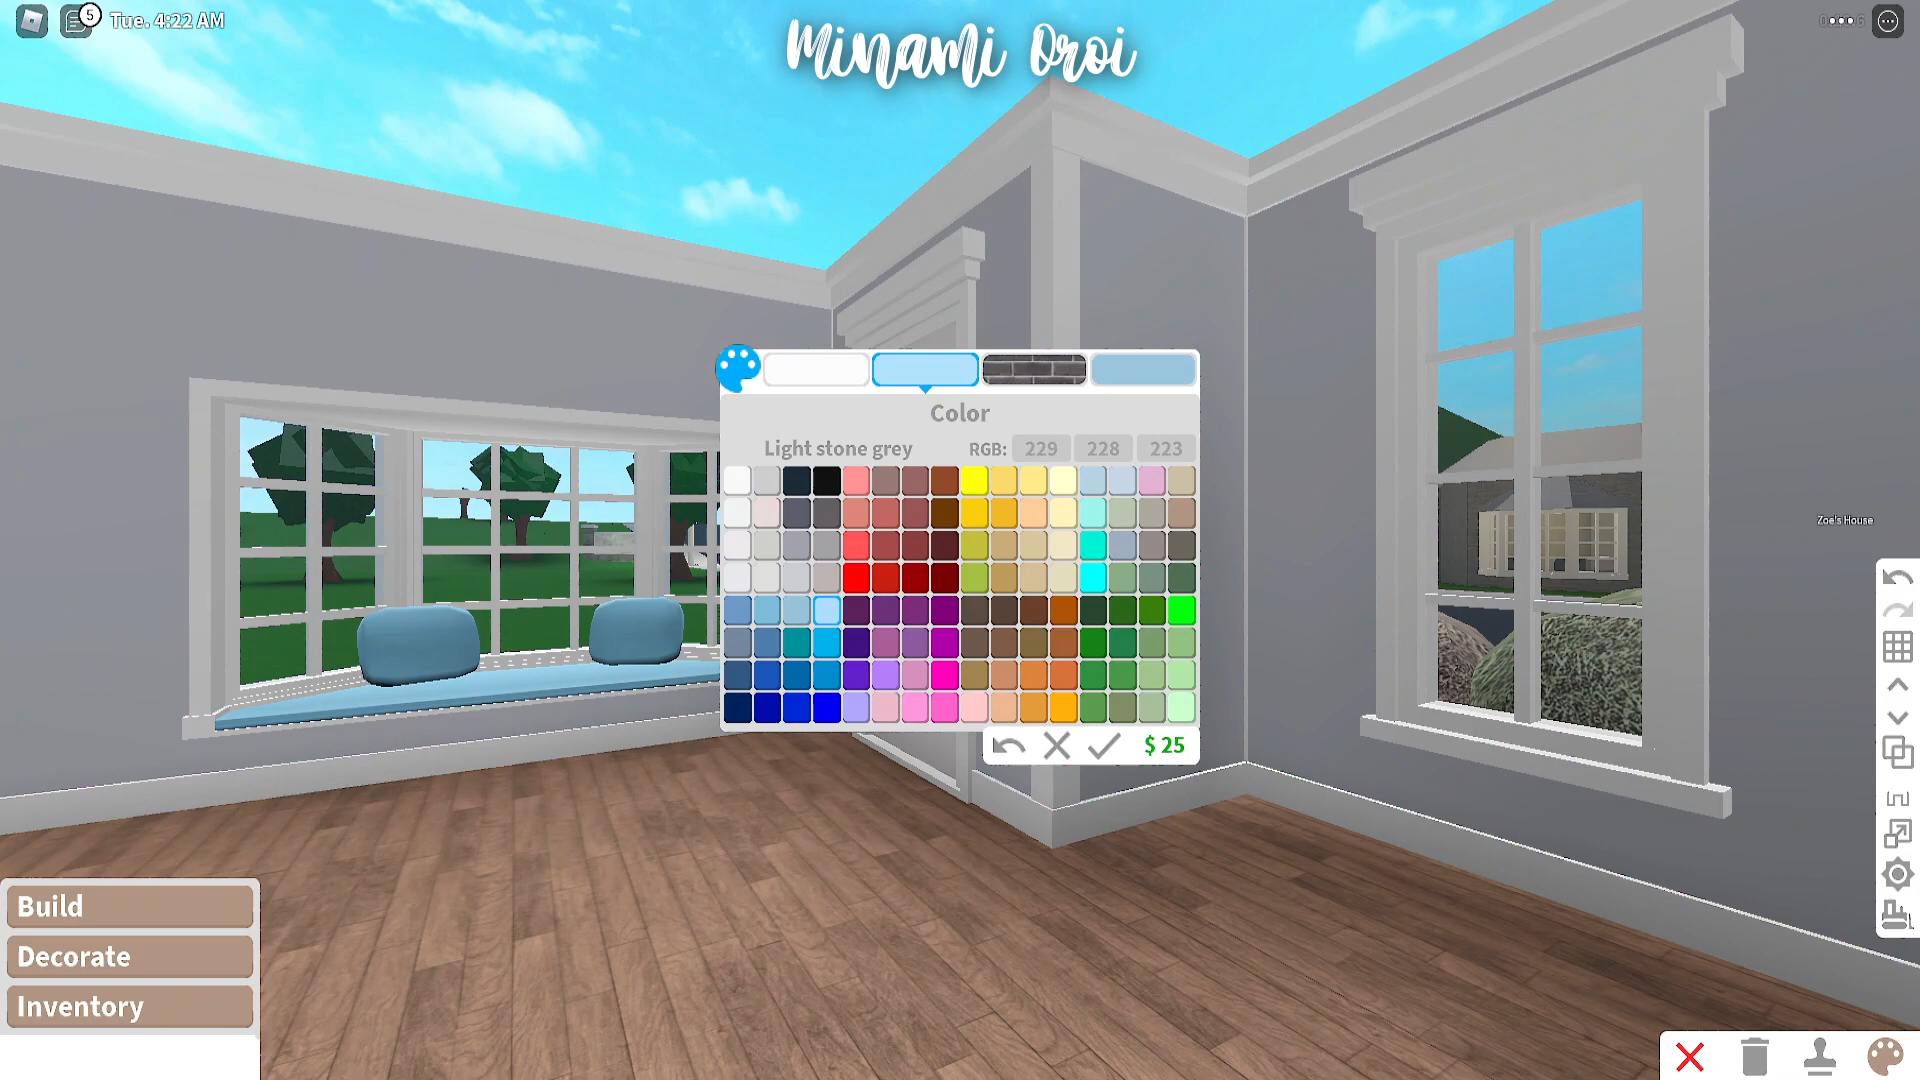 5
Tue. 4:22 AM
Minami Oroi
Color
Light stone grey
RGB: 229 228 223
Zoe's House
$ 25
Build
Decorate
Inventory